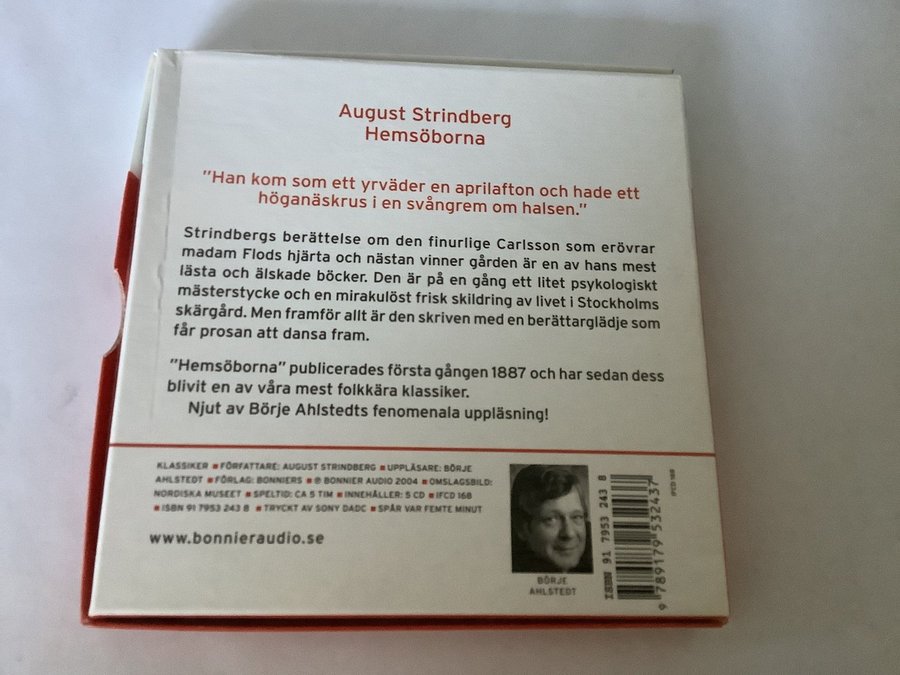 August Strindberg
Hemsöborna
”Han kom som ett yrväder en aprilafton och hade ett
höganäskrus i en svångrem om halsen.”
Strindbergs berättelse om den finurlige Carlsson som erövrar
madam Flods hjärta och nästan vinner gården är en av hans mest
lästa och älskade böcker. Den är på en gång ett litet psykologiskt
mästerstycke och en mirakulöst frisk skildring av livet i Stockholms
skärgård. Men framför allt är den skriven med en berättarglädje som
får prosan att dansa fram.
”Hemsöborna” publicerades första gången 1887 och har sedan dess
blivit en av våra mest folkkära klassiker.
Njut av Börje Ahlstedts fenomenala uppläsning!
KLASSIKER ■ FÖRFATTARE: AUGUST STRINDBERG ■ UPPLÄSARE: BÖRJE
AHLSTEDT ■ FÖRLAG: BONNIERS ■ ℗ BONNIER AUDIO 2004 ■ OMSLAGSBILD:
NORDISKA MUSEET ■ SPELTID: CA 5 TIM ■ INNEHÅLLER: 5 CD ■ IFCD 168
■ ISBN 91 7953 243 8 ■ TRYCKT AV SONY DADC ■ SPÅR VAR FEMTE MINUT
www.bonnieraudio.se
BÖRJE
AHLSTEDT
ISBN 91 7953 243 8
9 789179 532437
IFCD 168